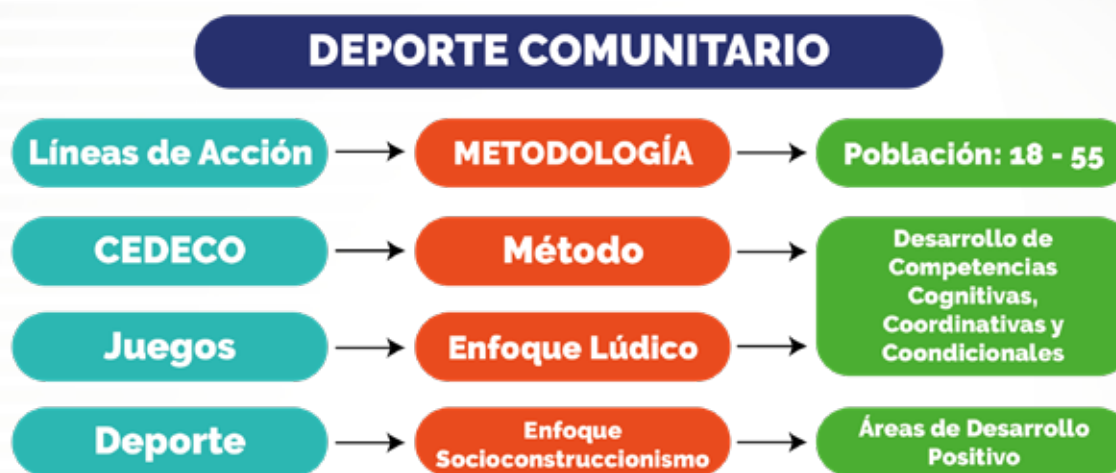 DEPORTE COMUNITARIO
Líneas de Acción
METODOLOGÍA
Población: 18 - 55
CEDECO
Método
Desarrollo de
Competencias
Cognitivas,
Coordinativas y
Coondicionales
Juegos
Enfoque Lúdico
Deporte
Enfoque
Socioconstruccionismo
Áreas de Desarrollo
Positivo